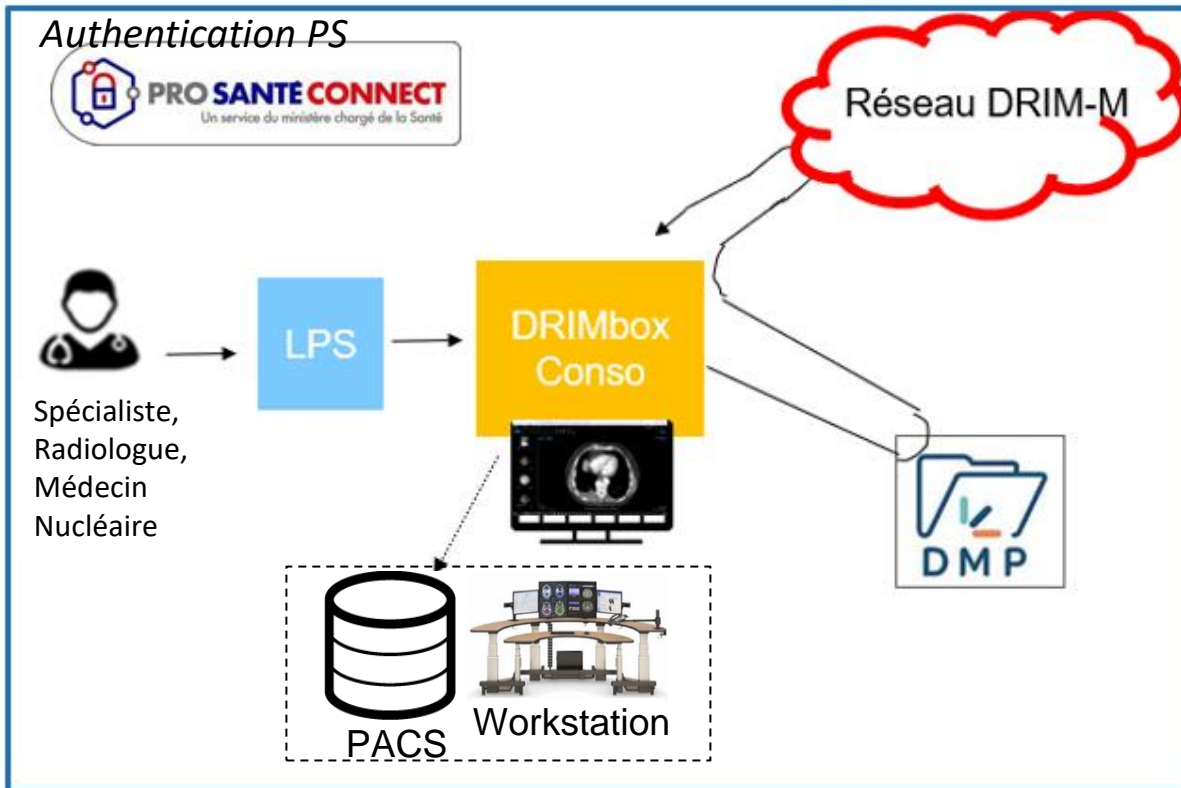 Authentication PS
PRO SANTÉ CONNECT
Un service du ministère chargé de la Santé
Réseau DRIM-M
LPS
DRIMbox
Conso
Spécialiste,
Radiologue,
Médecin
Nucléaire
DMP
PACS
Workstation